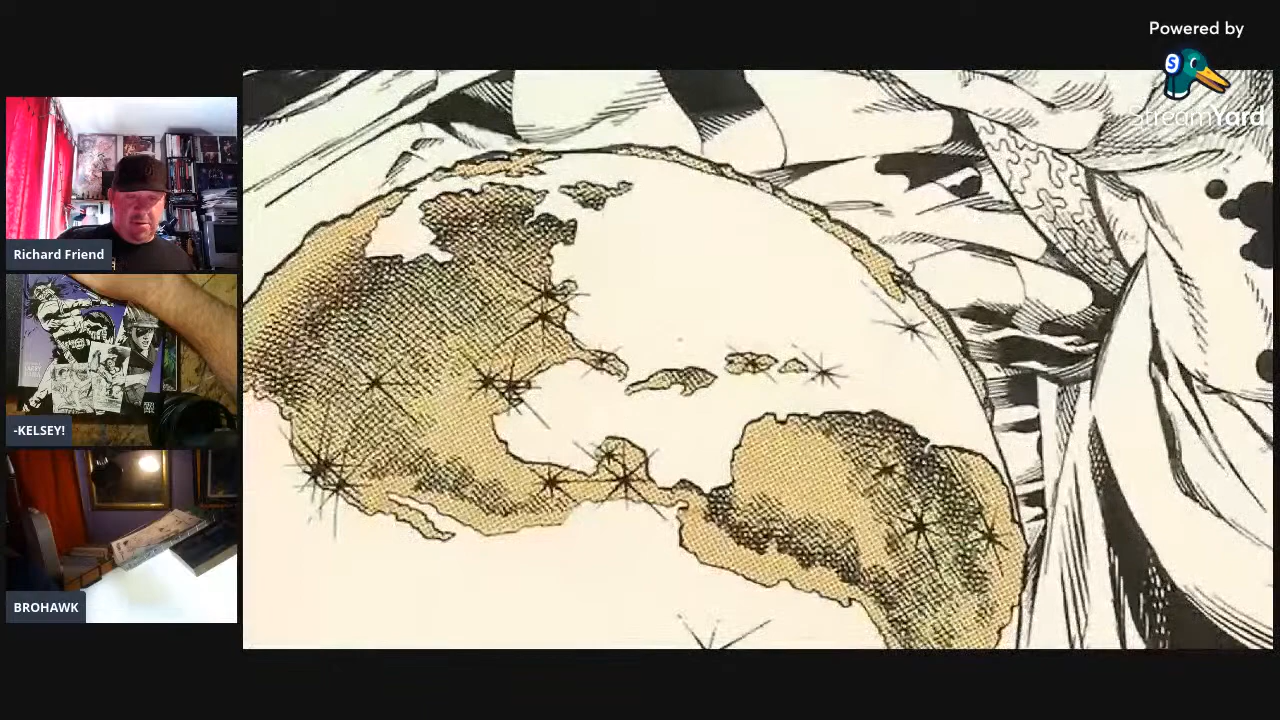 Powered by
S
StreamYard
Richard Friend
-KELSEY!
BROHAWK